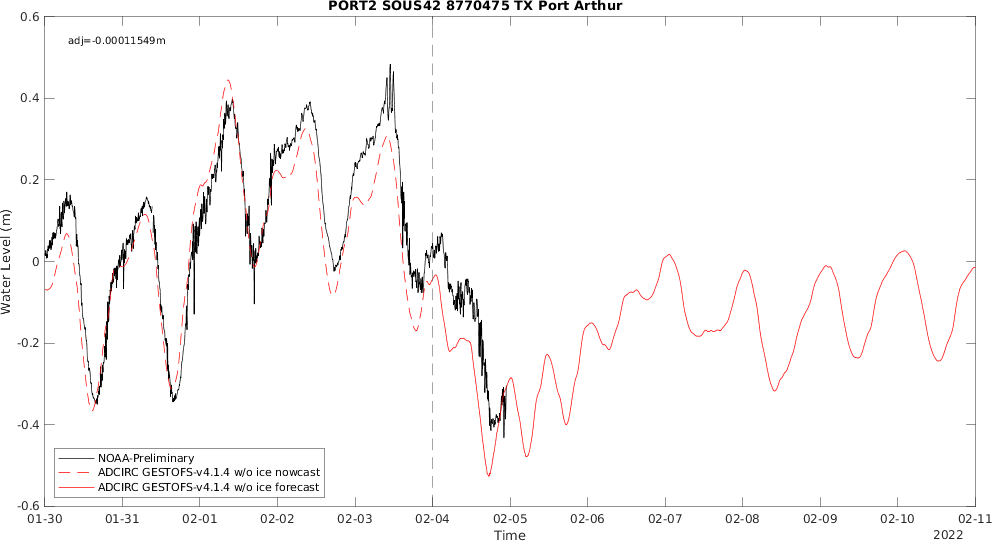 PORT2 SOUS42 8770475 TX Port Arthur
adj=-0.00011549m
Water Level (m)
0.6
0.4
0.2
0
-0.2
-0.4
-0.6
NOAA-Preliminary
ADCIRC GESTOFS-v4.1.4 w/o ice nowcast
ADCIRC GESTOFS-v4.1.4 w/o ice forecast
01-30 01-31 02-01 02-02 02-03 02-04 02-05 02-06 02-07 02-08 02-09 02-10 02-11
Time
2022